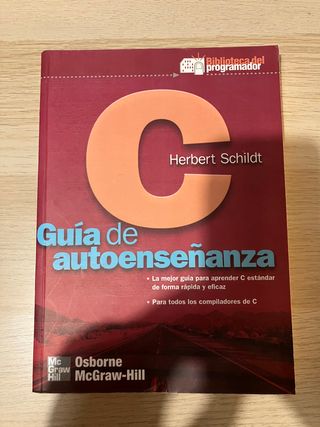 Biblioteca del
programador
C
Herbert Schildt
Guía de
autoenseñanza
• La mejor guía para aprender C estándar
de forma rápida y eficaz
• Para todos los compiladores de C
Mc
Graw
Hill
Osborne
McGraw-Hill